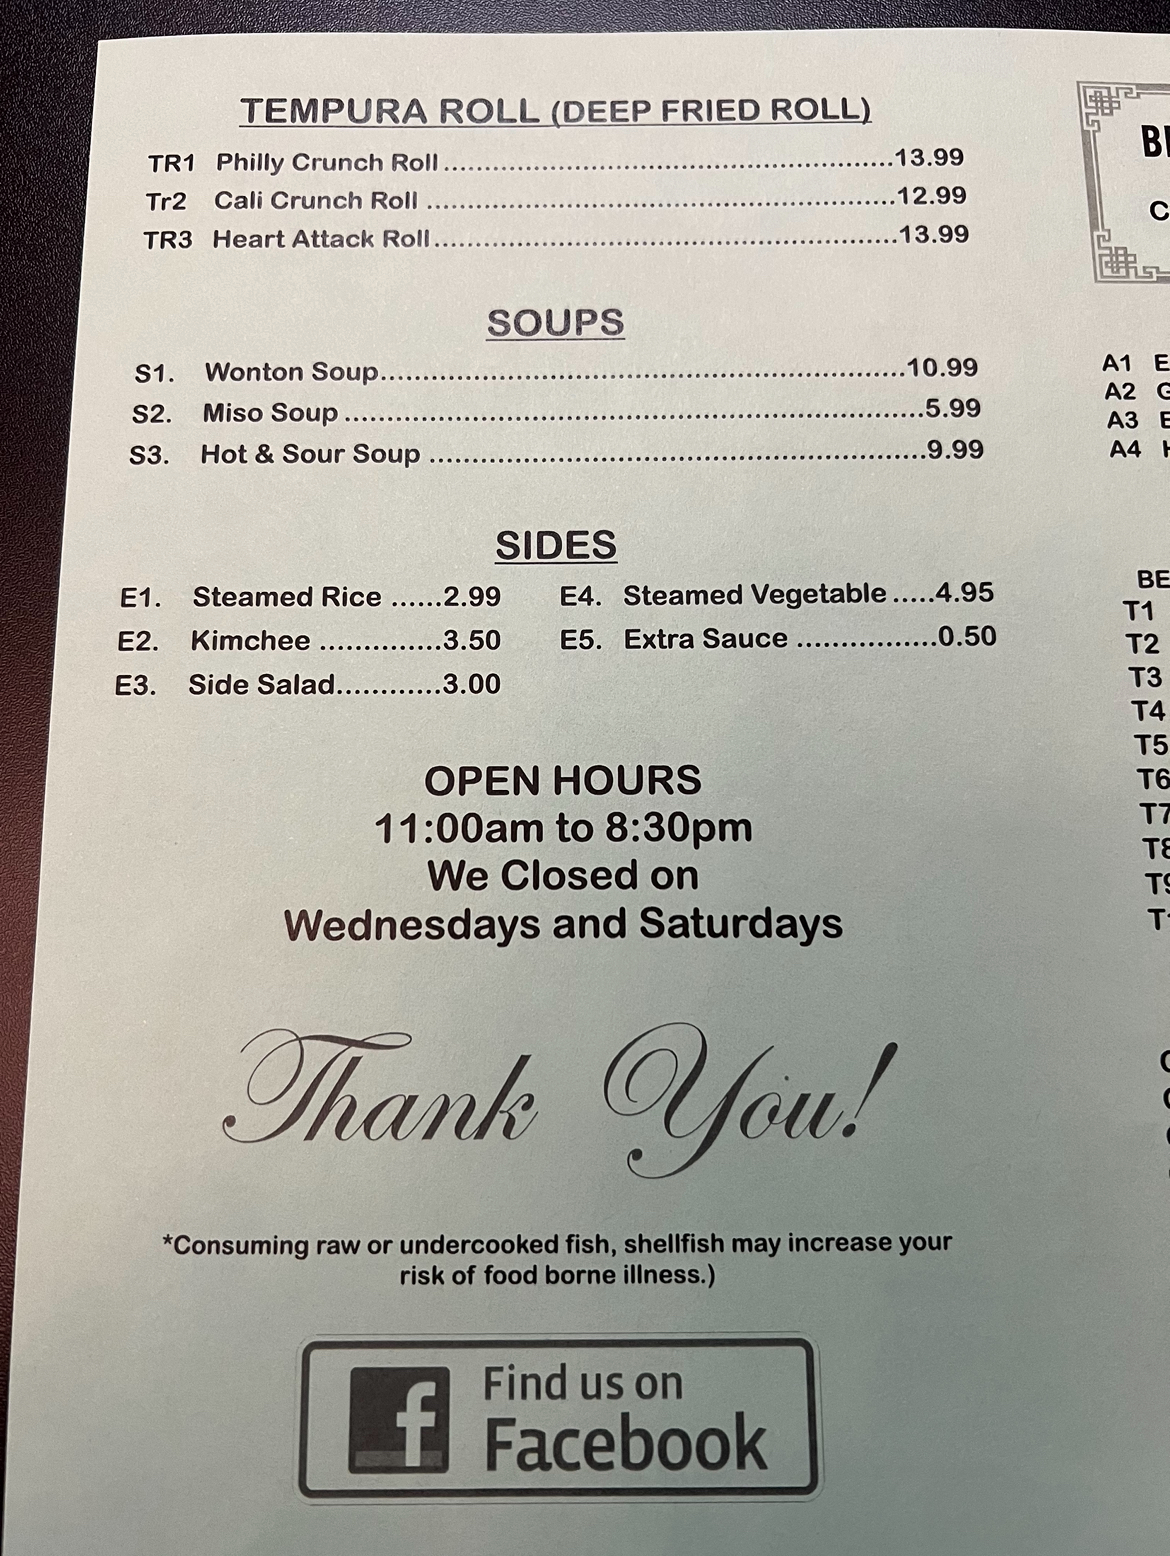 TEMPURA ROLL (DEEP FRIED ROLL)
TR1 Philly Crunch Roll..........................................................13.99
Tr2 Cali Crunch Roll ............................................................12.99
TR3 Heart Attack Roll............................................................13.99
SOUPS
S1. Wonton Soup....................................................................10.99
S2. Miso Soup ...........................................................................5.99
S3. Hot & Sour Soup ................................................................9.99
SIDES
E1. Steamed Rice ......2.99 E4. Steamed Vegetable.....4.95
E2. Kimchee ..............3.50 E5. Extra Sauce ................0.50
E3. Side Salad............3.00
OPEN HOURS
11:00am to 8:30pm
We Closed on
Wednesdays and Saturdays
Thank You!
*Consuming raw or undercooked fish, shellfish may increase your
risk of food borne illness.)
f
Find us on
Facebook
A1
A2
A3
A4
T1
T2
T3
T4
T5
T6
T7
T8